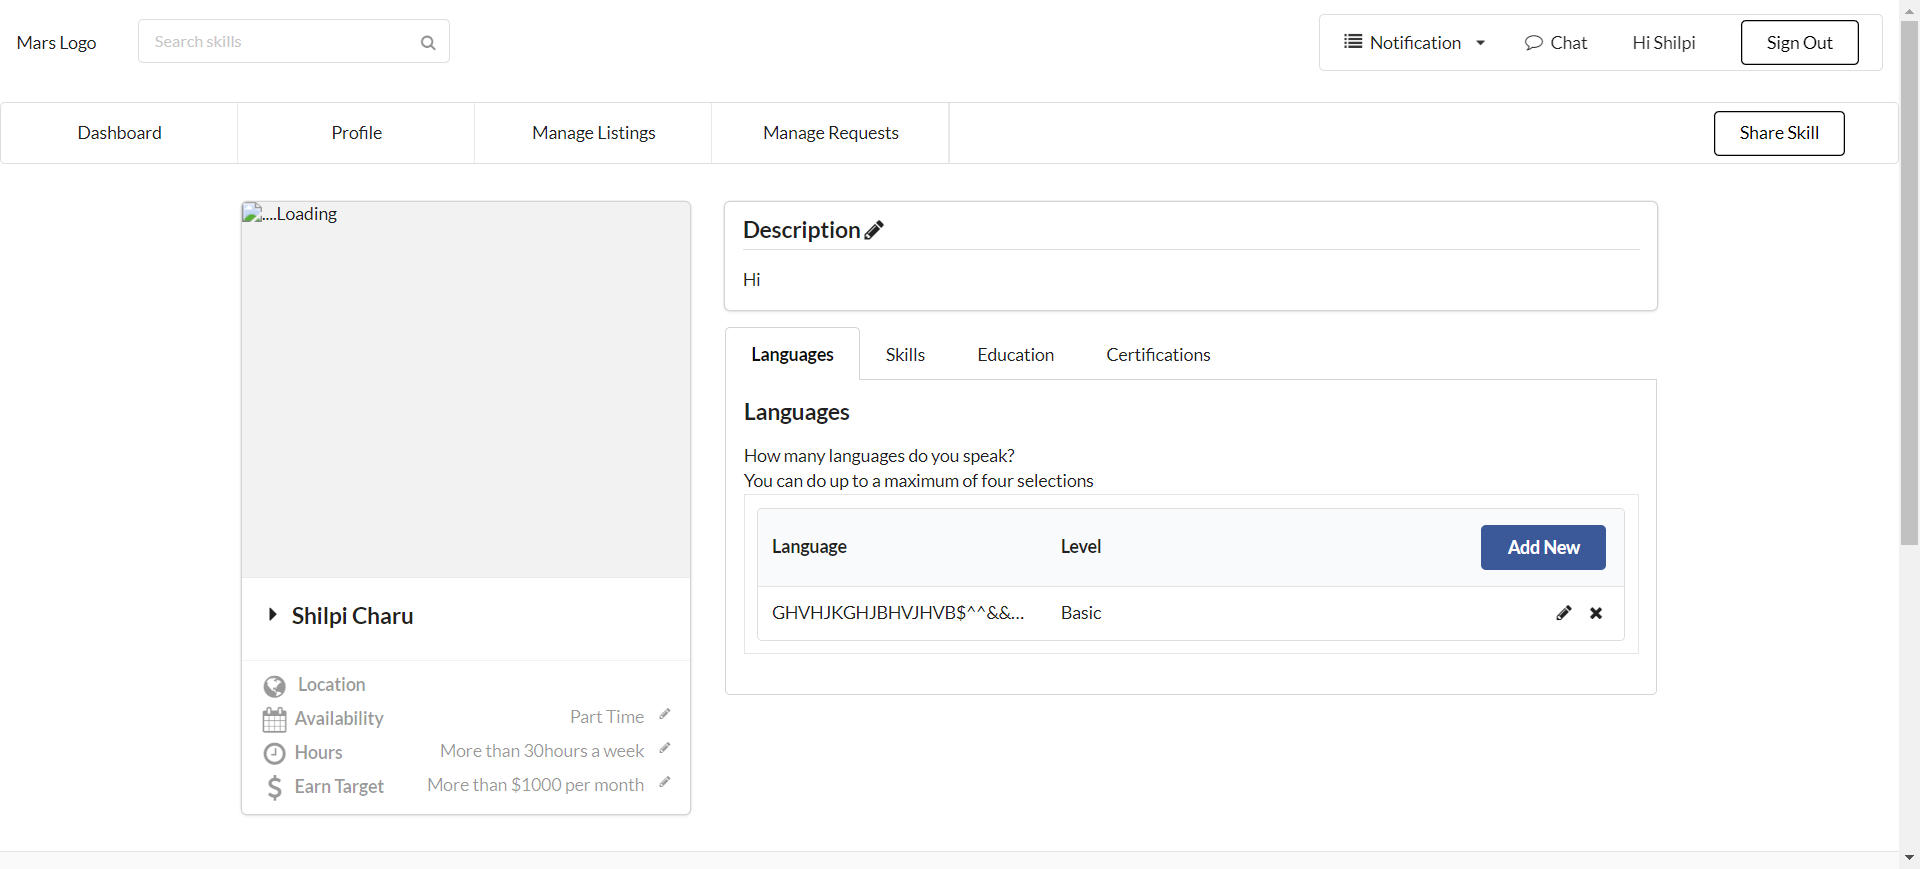 Mars Logo
Search skills
Notification
Chat
Hi Shilpi
Sign Out
Dashboard
Profile
Manage Listings
Manage Requests
Share Skill
....Loading
Shilpi Charu
Location
Availability
Part Time
Hours
More than 30hours a week
Earn Target
More than $1000 per month
Description
Hi
Languages
Skills
Education
Certifications
Languages
How many languages do you speak?
You can do up to a maximum of four selections
Language
Level
Add New
GHVHJKGHJBHVJHVB$^^&&...
Basic